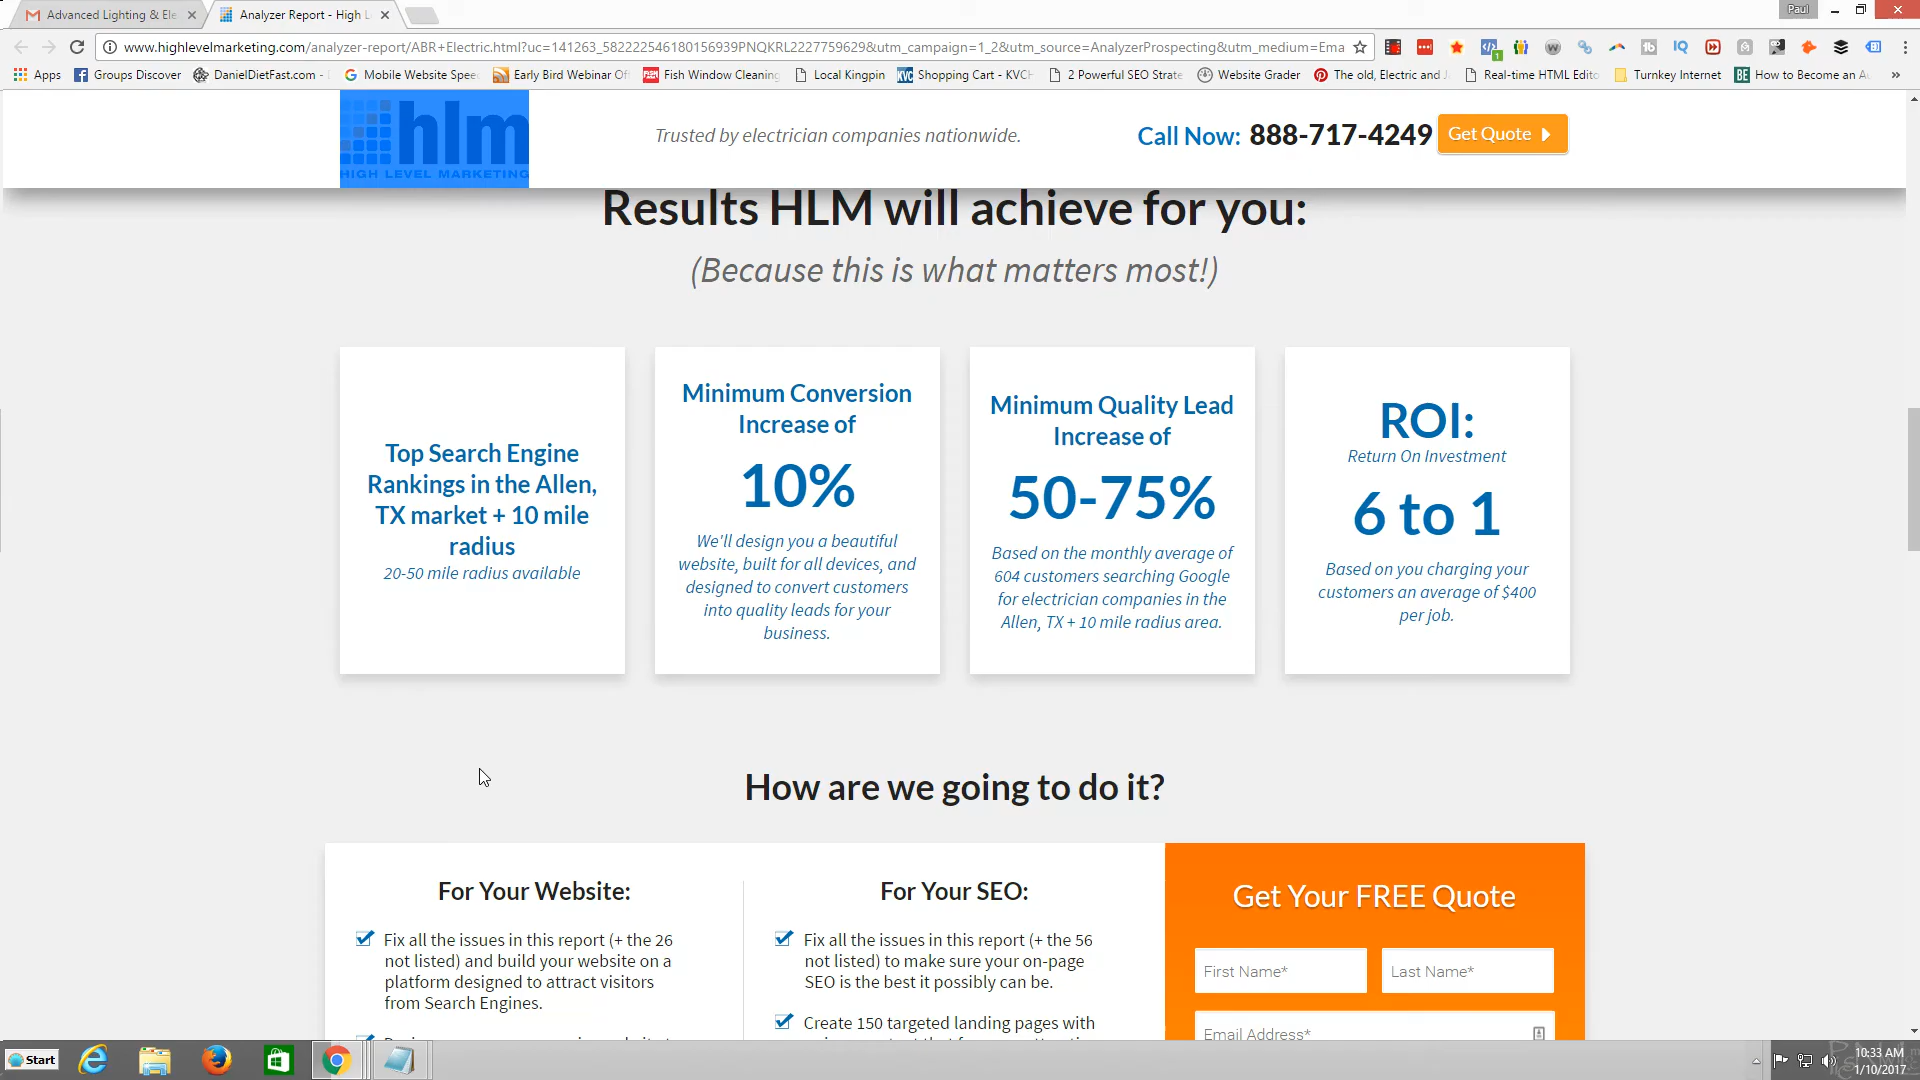 Advanced Lighting & Ele
Analyzer Report - High L
Paul
www.highlevelmarketing.com/analyzer-report/ABR+Electric.html?uc=141263_582222546180156939PNQKRL2227759629&utm_campaign=1_2&utm_source=AnalyzerProspecting&utm_medium=Ema
Apps Groups Discover DanielDietFast.com - Mobile Website Spee Early Bird Webinar Of Fish Window Cleaning Local Kingpin KVC Shopping Cart - KVCH 2 Powerful SEO Strate Website Grader The old, Electric and J Real-time HTML Edito Turnkey Internet BE How to Become an Au »
hlm
HIGH LEVEL MARKETING
Trusted by electrician companies nationwide.
Call Now: 888-717-4249 Get Quote
Results HLM will achieve for you:
(Because this is what matters most!)
Top Search Engine
Rankings in the Allen,
TX market + 10 mile
radius
20-50 mile radius available
Minimum Conversion
Increase of
10%
We'll design you a beautiful
website, built for all devices, and
designed to convert customers
into quality leads for your
business.
Minimum Quality Lead
Increase of
50-75%
Based on the monthly average of
604 customers searching Google
for electrician companies in the
Allen, TX + 10 mile radius area.
ROI:
Return On Investment
6 to 1
Based on you charging your
customers an average of $400
per job.
How are we going to do it?
For Your Website:
Fix all the issues in this report (+ the 26
not listed) and build your website on a
platform designed to attract visitors
from Search Engines.
For Your SEO:
Fix all the issues in this report (+ the 56
not listed) to make sure your on-page
SEO is the best it possibly can be.
Create 150 targeted landing pages with
Get Your FREE Quote
First Name*
Last Name*
Email Address*
Start
10:33 AM
1/10/2017